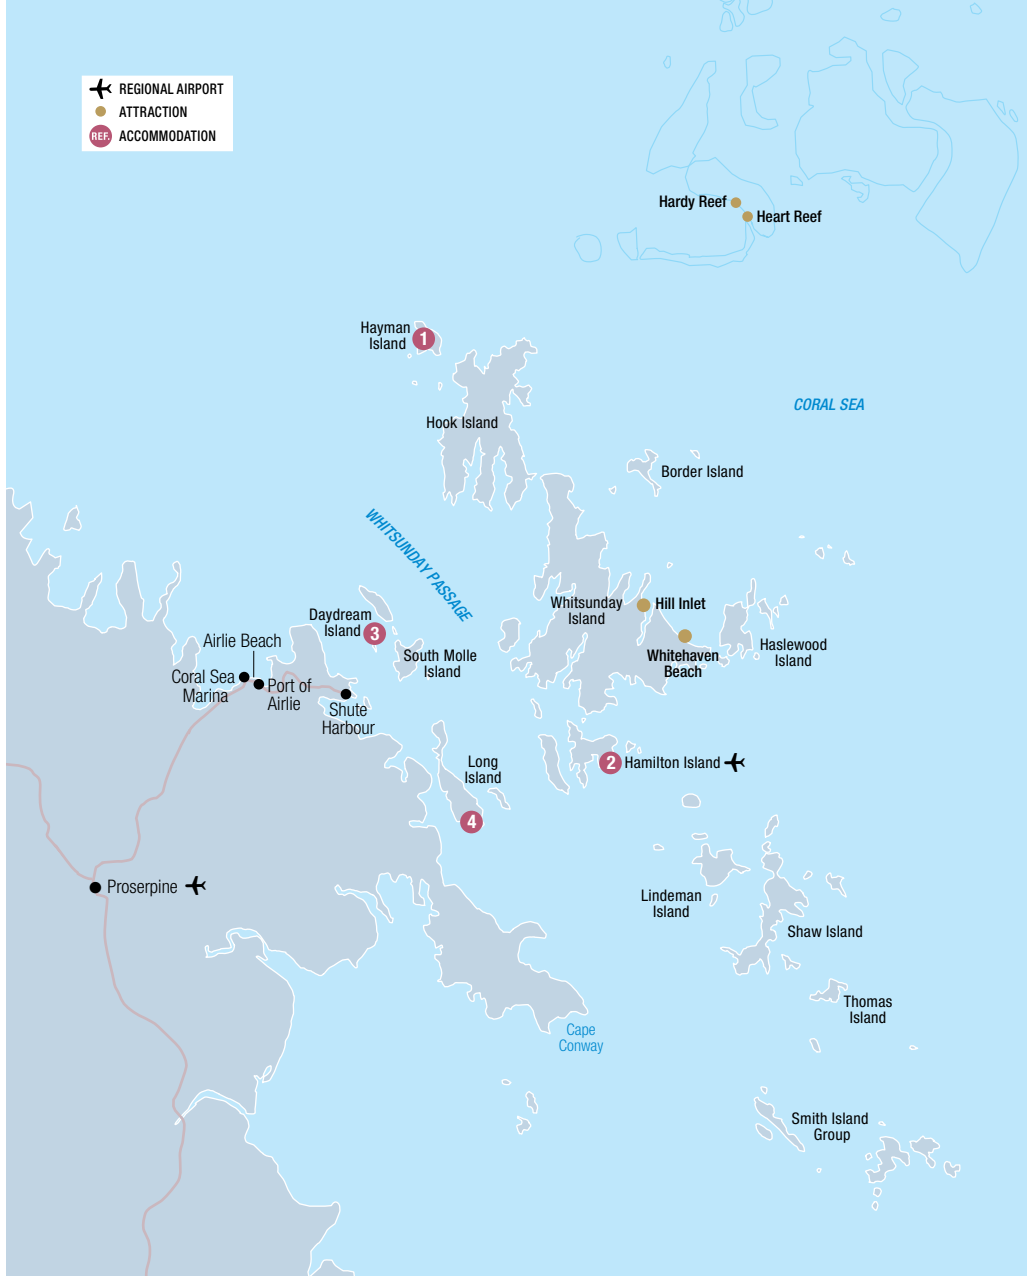 REGIONAL AIRPORT
ATTRACTION
REF. ACCOMMODATION
Hardy Reef
Heart Reef
Hayman
Island
1
CORAL SEA
Hook Island
Border Island
WHITSUNDAY PASSAGE
Whitsunday
Island
Hill Inlet
Daydream
Island
3
Airlie Beach
South Molle
Island
Whitehaven
Beach
Haslewood
Island
Coral Sea
Marina
Port of
Airlie
Shute
Harbour
Long
Island
2
Hamilton Island
4
Proserpine
Lindeman
Island
Shaw Island
Thomas
Island
Cape
Conway
Smith Island
Group